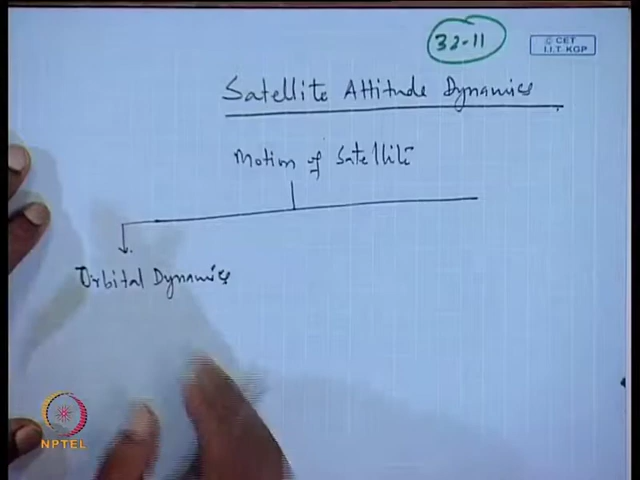 32-11
© CET
I.I.T. KGP
Satellite Attitude Dynamics
Motion of Satellite
Orbital Dynamics
NPTEL